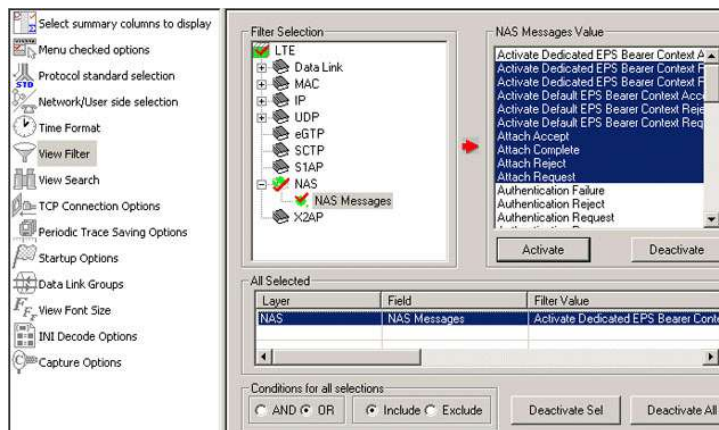 Select summary columns to display
Menu checked options
STD
Protocol standard selection
Network/User side selection
Time Format
View Filter
View Search
TCP Connection Options
Periodic Trace Saving Options
Startup Options
Data Link Groups
View Font Size
INI Decode Options
Capture Options
Filter Selection
LTE
Data Link
MAC
IP
UDP
eGTP
SCTP
S1AP
NAS
NAS Messages
X2AP
NAS Messages Value
Activate Dedicated EPS Bearer Context A
Activate Dedicated EPS Bearer Context F
Activate Dedicated EPS Bearer Context F
Activate Default EPS Bearer Context Acc
Activate Default EPS Bearer Context Reje
Activate Default EPS Bearer Context Req
Attach Accept
Attach Complete
Attach Reject
Attach Request
Authentication Failure
Authentication Reject
Authentication Request
Activate
Deactivate
All Selected
Layer Field Filter Value
NAS NAS Messages Activate Dedicated EPS Bearer Conte
Conditions for all selections
AND OR
Include Exclude
Deactivate Sel
Deactivate All